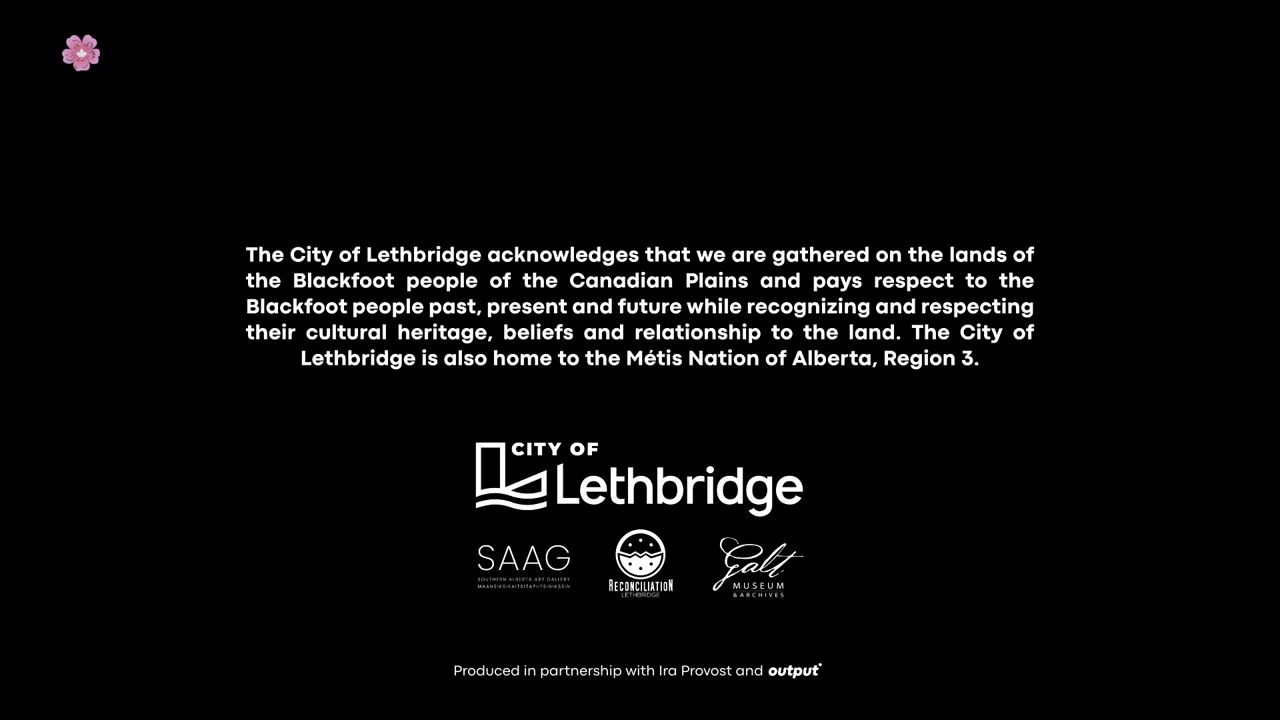 The City of Lethbridge acknowledges that we are gathered on the lands of
the Blackfoot people of the Canadian Plains and pays respect to the
Blackfoot people past, present and future while recognizing and respecting
their cultural heritage, beliefs and relationship to the land. The City of
Lethbridge is also home to the Métis Nation of Alberta, Region 3.
CITY OF
Lethbridge
SAAG
SOUTHERN ALBERTA ART GALLERY
MAANSIKSIKAITSITAPIITSINIKSSIN
RECONCILIATION
LETHBRIDGE
Galt
MUSEUM
& ARCHIVES
Produced in partnership with Ira Provost and output